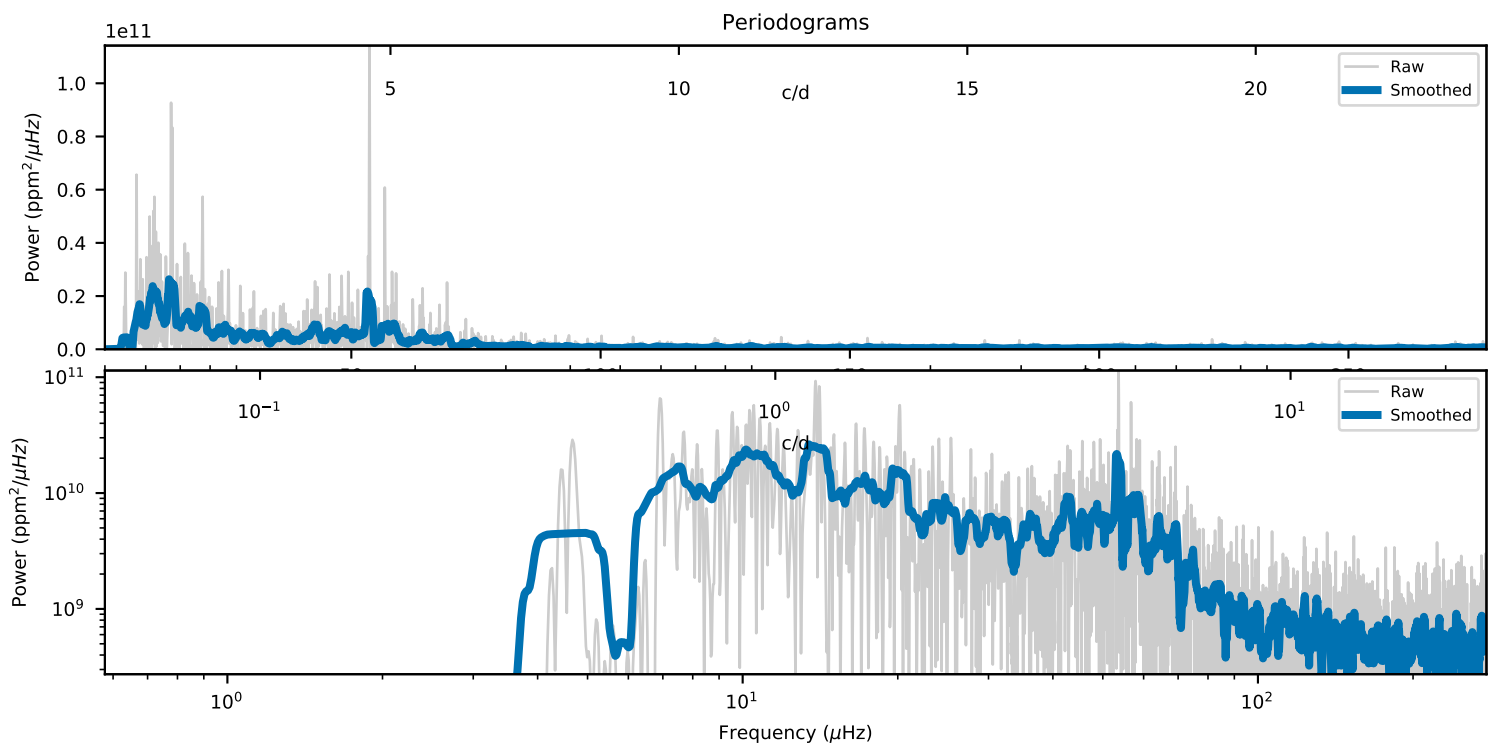 Periodograms
1e11
Raw
Smoothed
5 10 15 20
c/d
1.0
0.8
0.6
0.4
0.2
0.0
Power (ppm²/μHz)
10¹¹
10¹⁰
10⁹
Power (ppm²/μHz)
10⁻¹ 10⁰ 10¹
c/d
Raw
Smoothed
10⁰ 10¹ 10²
Frequency (μHz)